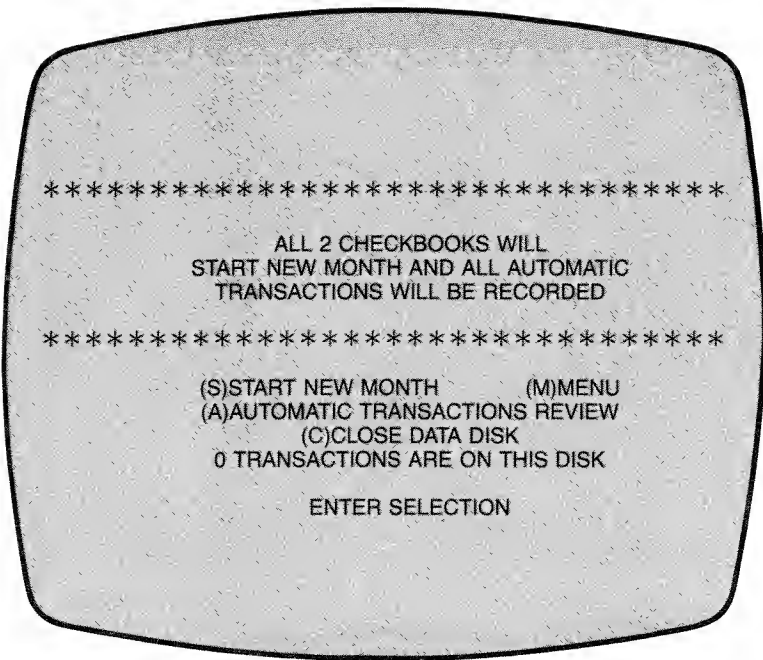 ********************************
ALL 2 CHECKBOOKS WILL
START NEW MONTH AND ALL AUTOMATIC
TRANSACTIONS WILL BE RECORDED
********************************
(S)START NEW MONTH (M)MENU
(A)AUTOMATIC TRANSACTIONS REVIEW
(C)CLOSE DATA DISK
0 TRANSACTIONS ARE ON THIS DISK
ENTER SELECTION